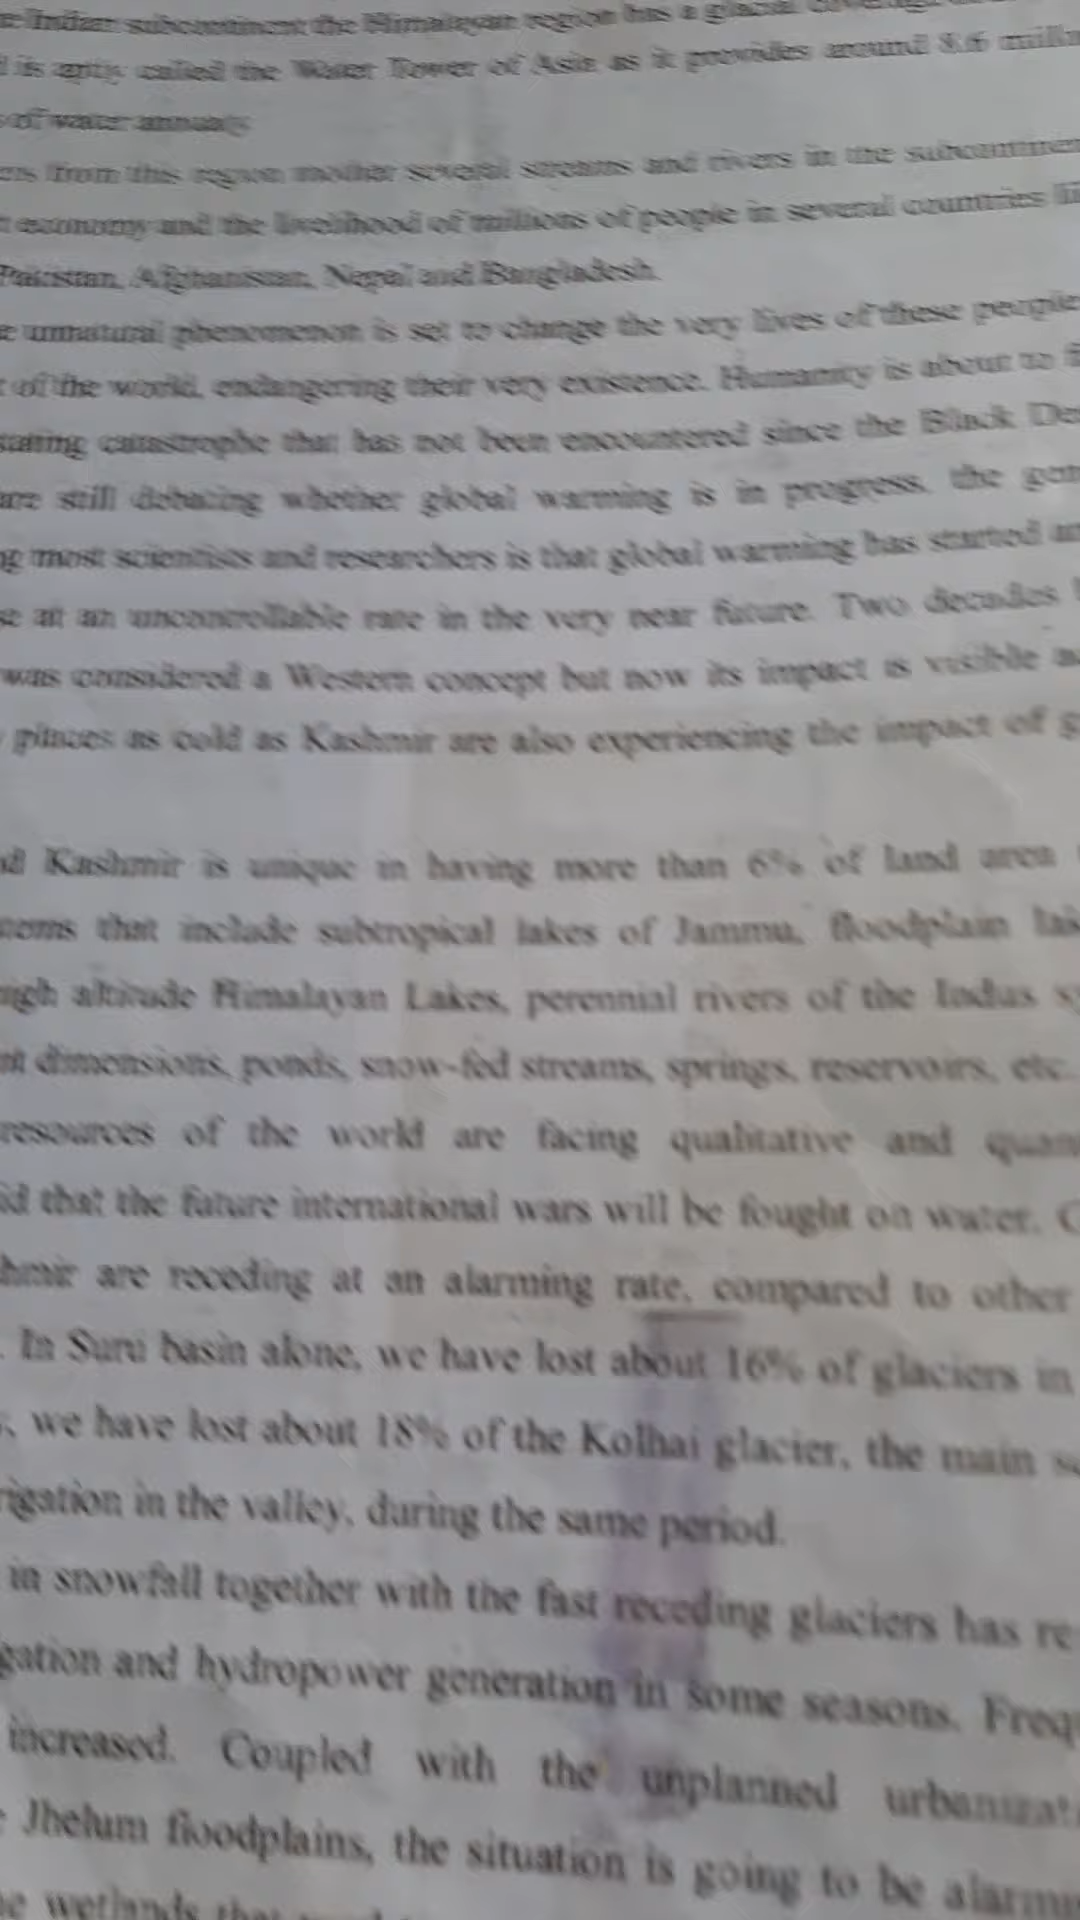 Indian subcontinent the Himalayan region has a glacial
is aptly called the Water Tower of Asia as it provides around 8.6
of water annually
from this region mother several streams and rivers in the
economy and the livelihood of millions of people in several countries
Pakistan, Afghanistan, Nepal and Bangladesh.
unnatural phenomenon is set to change the very lives of these people
of the world, endangering their very existence. Humanity is about to
catastrophe that has not been encountered since the Black
are still debating whether global warming is in progress, the
most scientists and researchers is that global warming has started
at an uncontrollable rate in the very near future. Two decades
was considered a Western concept but now its impact is visible
places as cold as Kashmir are also experiencing the impact of
Kashmir is unique in having more than 6% of land area
that include subtropical lakes of Jammu, floodplain
altitude Himalayan Lakes, perennial rivers of the Indus
dimensions, ponds, snow-fed streams, springs, reservoirs, etc.
resources of the world are facing qualitative and
that the future international wars will be fought on water.
are receding at an alarming rate, compared to other
. In Suru basin alone, we have lost about 16% of glaciers in
, we have lost about 18% of the Kolhai glacier, the main
in the valley, during the same period.
in snowfall together with the fast receding glaciers has
and hydropower generation in some seasons.
increased. Coupled with the unplanned
Jhelum floodplains, the situation is going to be
wetlands that